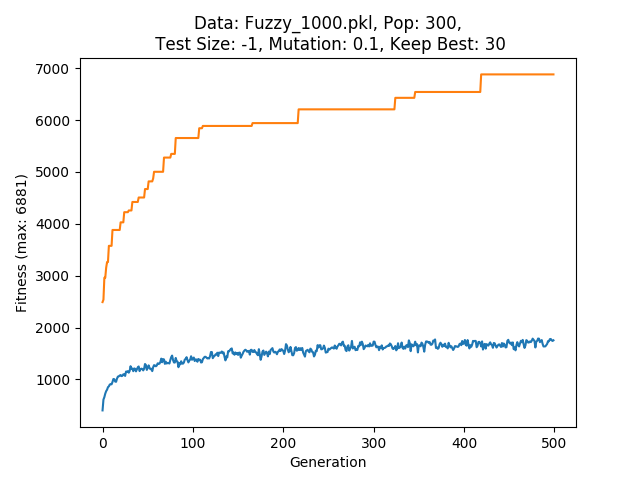 Data: Fuzzy_1000.pkl, Pop: 300,
Test Size: -1, Mutation: 0.1, Keep Best: 30
7000
6000
5000
4000
3000
2000
1000
Fitness (max: 6881)
0 100 200 300 400 500
Generation